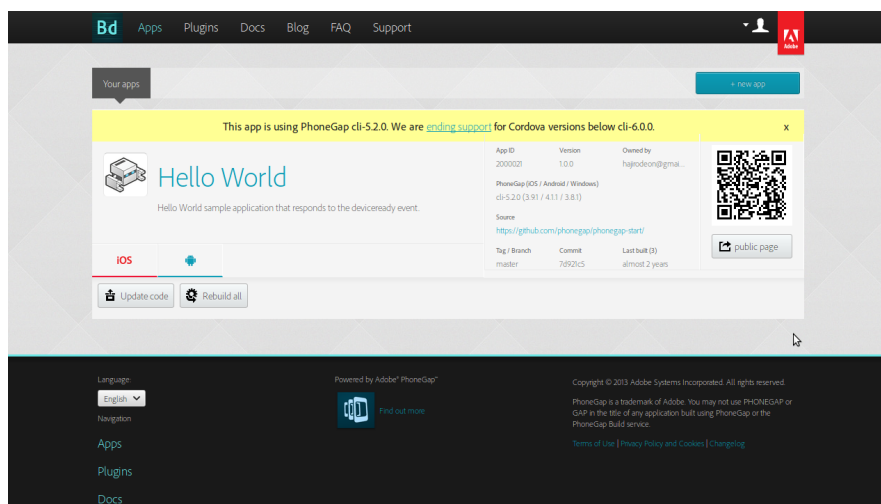 Bd Apps Plugins Docs Blog FAQ Support
Adobe
Your apps
+ new app
This app is using PhoneGap cli-5.2.0. We are ending support for Cordova versions below cli-6.0.0. x
Hello World
Hello World sample application that responds to the deviceready event.
App ID Version Owned by
2000021 1.0.0 hajirodeon@gmai...
PhoneGap (iOS / Android / Windows)
cli-5.2.0 (3.9.1 / 4.1.1 / 3.8.1)
Source
https://github.com/phonegap/phonegap-start/
Tag / Branch Commit Last built (3)
master 7d921c5 almost 2 years
public page
iOS
Update code Rebuild all
Language:
English
Navigation
Apps
Plugins
Docs
Powered by Adobe® PhoneGap™
Find out more
Copyright © 2013 Adobe Systems Incorporated. All rights reserved.
PhoneGap is a trademark of Adobe. You may not use PHONEGAP or
GAP in the title of any application built using PhoneGap or the
PhoneGap Build service.
Terms of Use | Privacy Policy and Cookies | Changelog